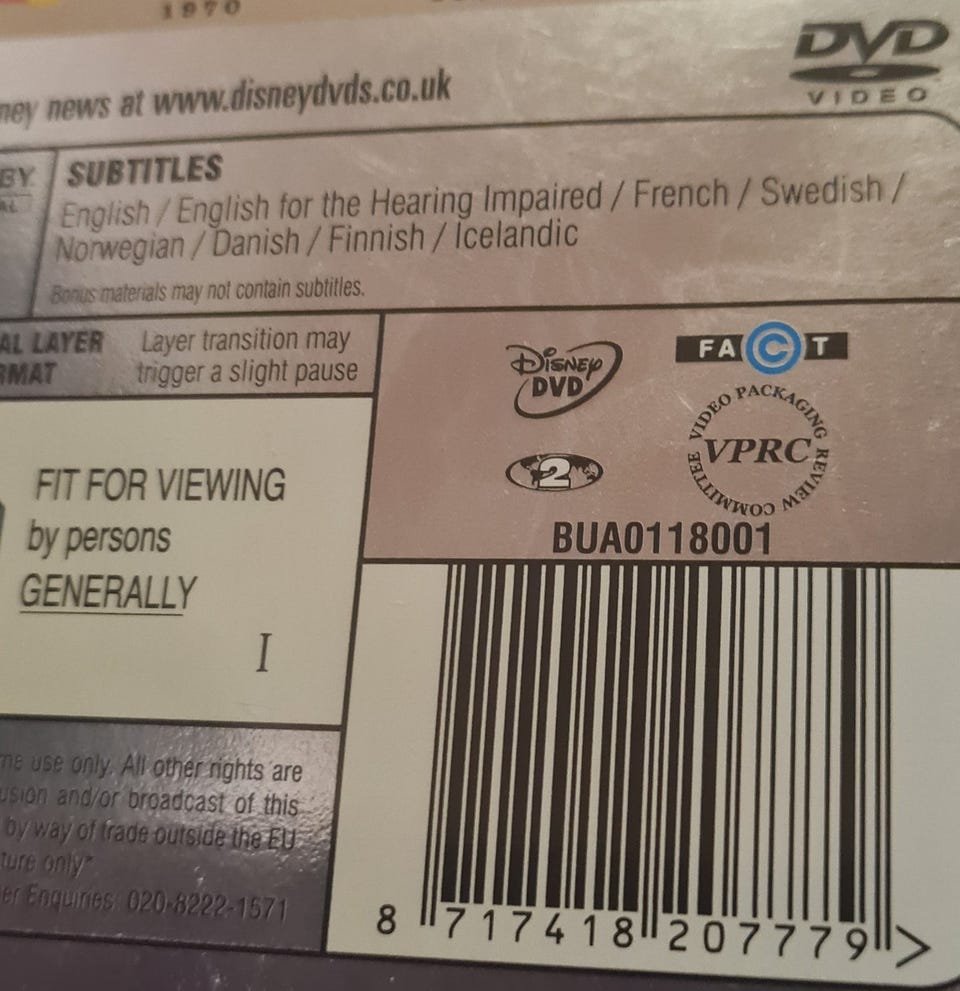 1970
DVD
VIDEO
ney news at www.disneydvds.co.uk
BY
AL
SUBTITLES
English / English for the Hearing Impaired / French / Swedish /
Norwegian / Danish / Finnish / Icelandic
Bonus materials may not contain subtitles.
AL LAYER
RMAT
Layer transition may
trigger a slight pause
DISNEY
DVD
FACT
VIDEO PACKAGING REVIEW COMMITTEE
VPRC
2
BUA0118001
FIT FOR VIEWING
by persons
GENERALLY
I
me use only. All other rights are
usion and/or broadcast of this
by way of trade outside the EU
ture only*
er Enquiries: 020-8222-1571
8 717418 207779 >